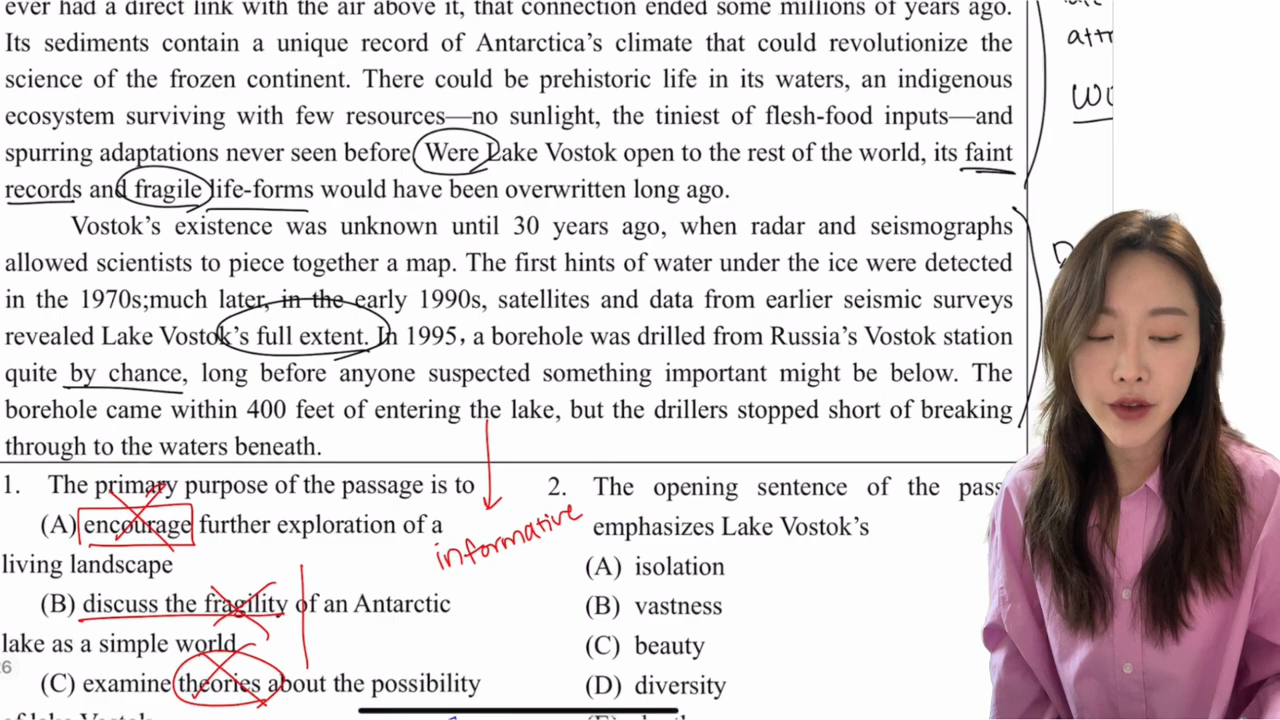 ever had a direct link with the air above it, that connection ended some millions of years ago.
Its sediments contain a unique record of Antarctica's climate that could revolutionize the
science of the frozen continent. There could be prehistoric life in its waters, an indigenous
ecosystem surviving with few resources—no sunlight, the tiniest of flesh-food inputs—and
spurring adaptations never seen before. Were Lake Vostok open to the rest of the world, its faint
records and fragile life-forms would have been overwritten long ago.
Vostok's existence was unknown until 30 years ago, when radar and seismographs
allowed scientists to piece together a map. The first hints of water under the ice were detected
in the 1970s;much later, in the early 1990s, satellites and data from earlier seismic surveys
revealed Lake Vostok's full extent. In 1995, a borehole was drilled from Russia's Vostok station
quite by chance, long before anyone suspected something important might be below. The
borehole came within 400 feet of entering the lake, but the drillers stopped short of breaking
through to the waters beneath.
1. The primary purpose of the passage is to
(A) encourage further exploration of a
living landscape
(B) discuss the fragility of an Antarctic
lake as a simple world
(C) examine theories about the possibility
informative
2. The opening sentence of the pass
emphasizes Lake Vostok's
(A) isolation
(B) vastness
(C) beauty
(D) diversity